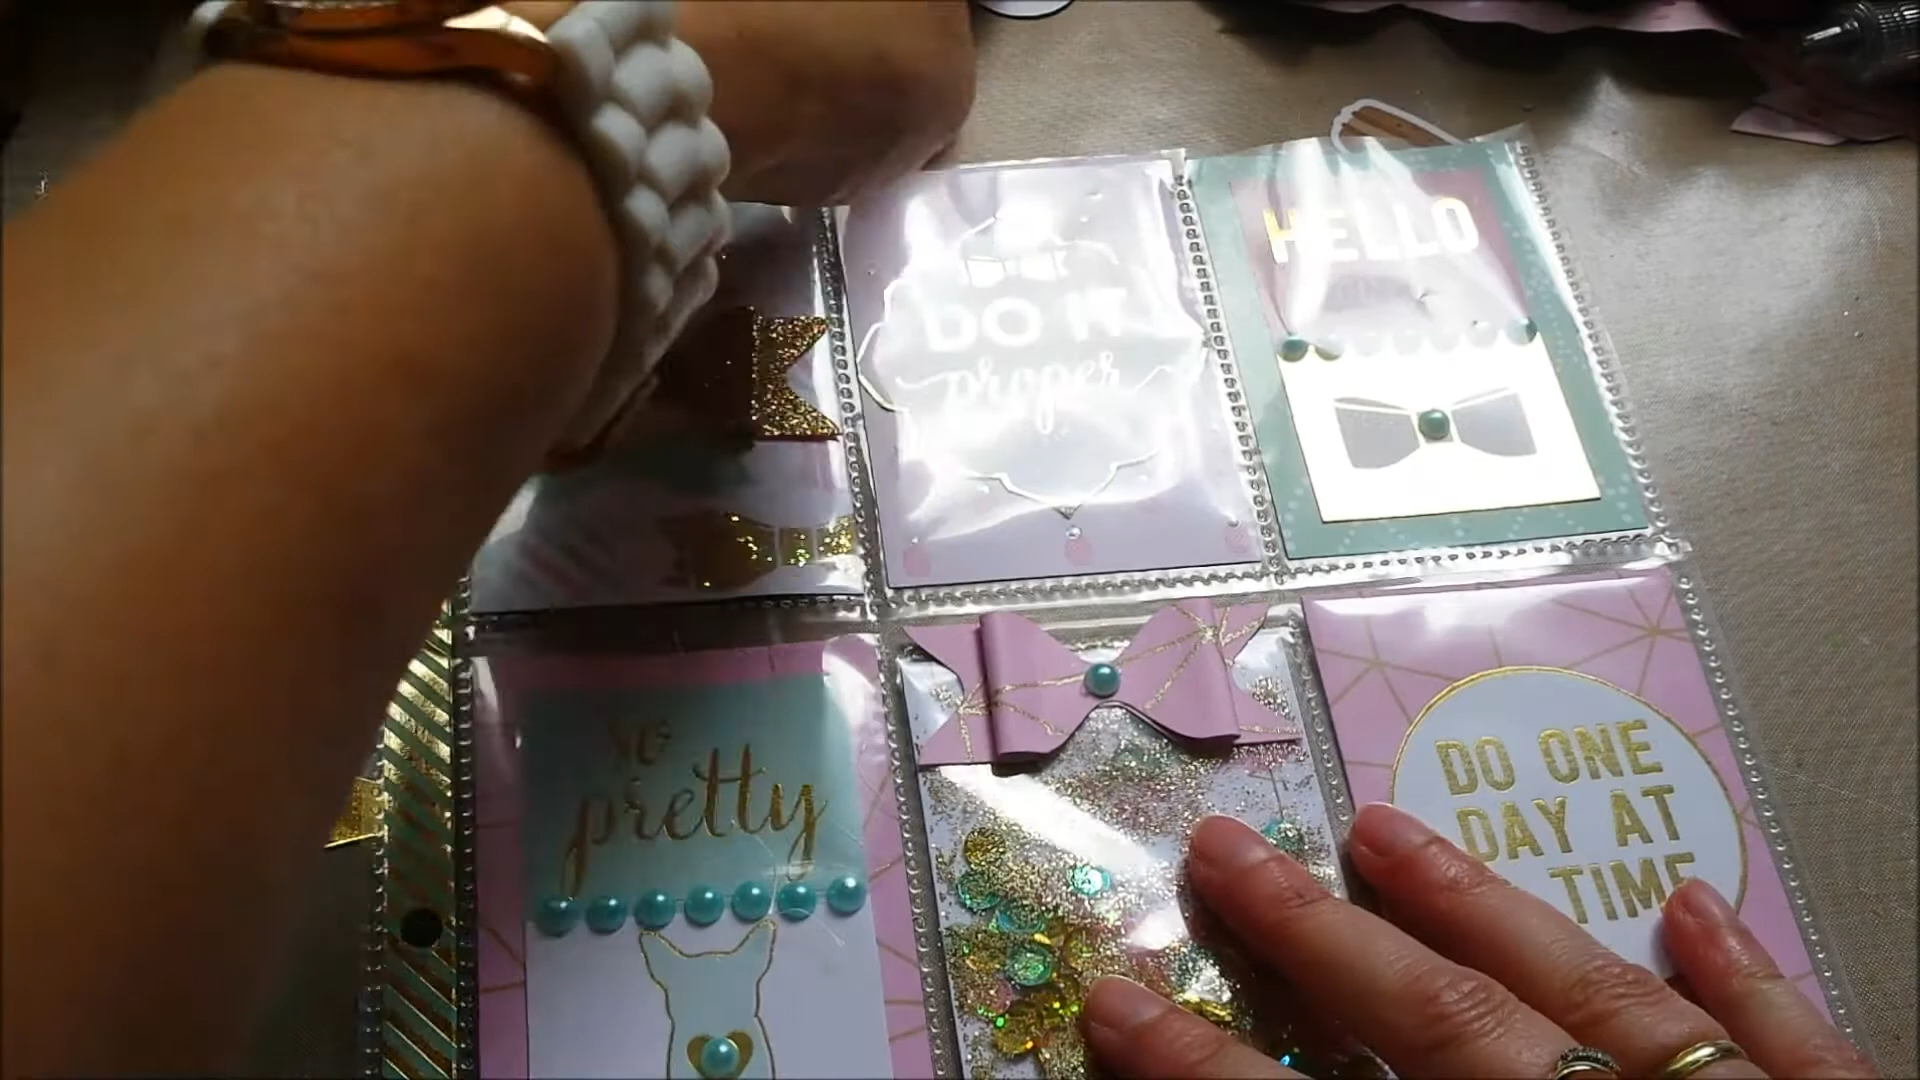 DO IT
proper
HELLO
so
pretty
DO ONE
DAY AT
TIME